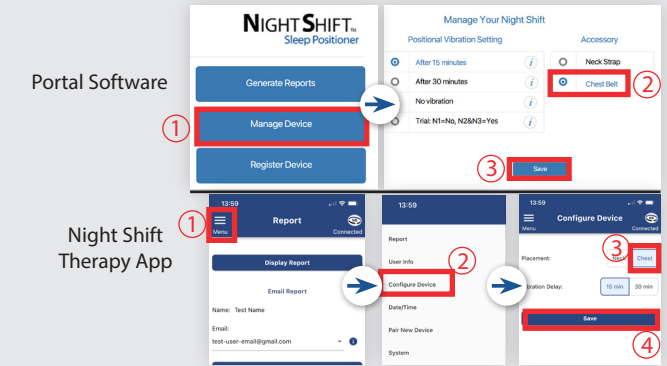 Portal Software
NIGHTSHIFT™
Sleep Positioner
Generate Reports
1
Manage Device
Register Device
Manage Your Night Shift
Positional Vibration Setting
Accessory
After 15 minutes i
Neck Strap
After 30 minutes i
Chest Belt 2
No vibration i
Trial: N1=No, N2&N3=Yes i
3 Save
Night Shift
Therapy App
13:59
1
Menu
Report
Connected
Display Report
Email Report
Name: Test Name
Email:
test-user-email@gmail.com
13:59
Report
User Info
2
Configure Device
Date/Time
Pair New Device
System
13:59
Menu
Configure Device
Connected
3
Placement: Neck Chest
Vibration Delay: 15 min 30 min
Save
4